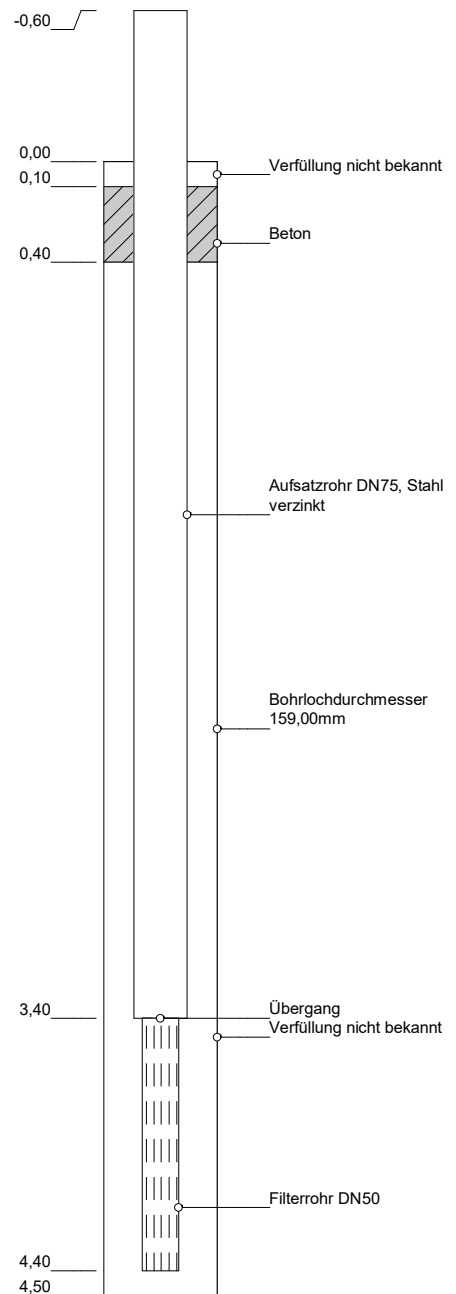 -0,60
0,00
Verfüllung nicht bekannt
0,10
Beton
0,40
Aufsatzrohr DN75, Stahl
verzinkt
Bohrlochdurchmesser
159,00mm
3,40
Übergang
Verfüllung nicht bekannt
Filterrohr DN50
4,40
4,50